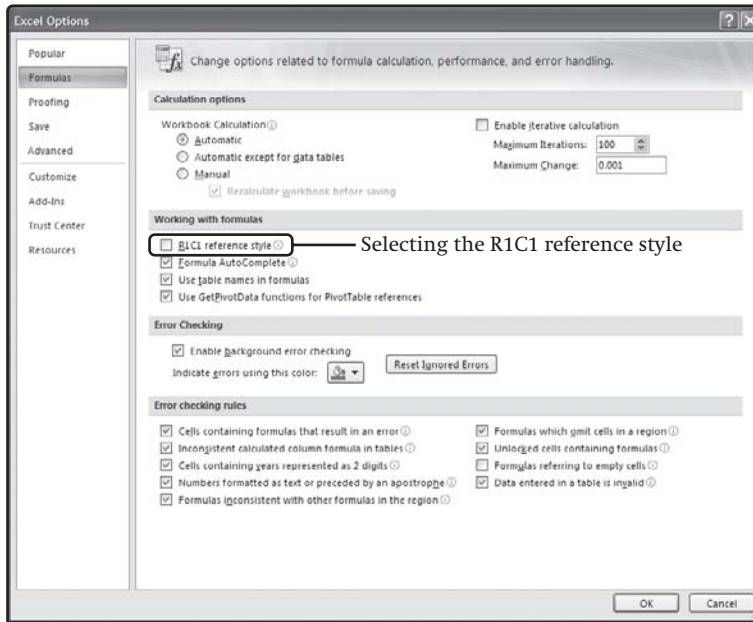 Excel Options
Popular
Formulas
Proofing
Save
Advanced
Customize
Add-Ins
Trust Center
Resources
Change options related to formula calculation, performance, and error handling.
Calculation options
Workbook Calculation
Automatic
Automatic except for data tables
Manual
Recalculate workbook before saving
Enable iterative calculation
Maximum Iterations: 100
Maximum Change: 0.001
Working with formulas
R1C1 reference style
Selecting the R1C1 reference style
Formula AutoComplete
Use table names in formulas
Use GetPivotData functions for PivotTable references
Error Checking
Enable background error checking
Indicate errors using this color:
Reset Ignored Errors
Error checking rules
Cells containing formulas that result in an error
Inconsistent calculated column formula in tables
Cells containing years represented as 2 digits
Numbers formatted as text or preceded by an apostrophe
Formulas inconsistent with other formulas in the region
Formulas which omit cells in a region
Unlocked cells containing formulas
Formulas referring to empty cells
Data entered in a table is invalid
OK
Cancel